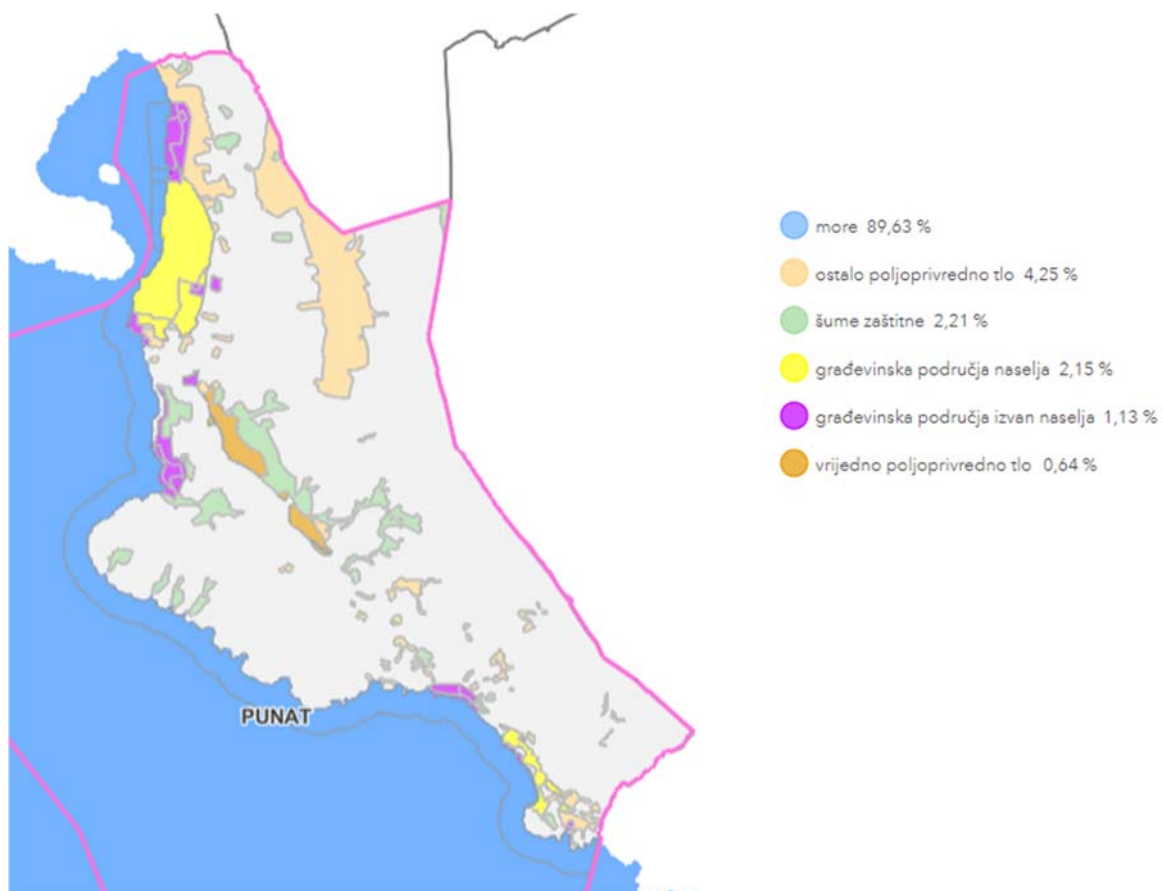 more 89,63 %
ostalo poljoprivredno tlo 4,25 %
šume zaštitne 2,21 %
građevinska područja naselja 2,15 %
građevinska područja izvan naselja 1,13 %
vrijedno poljoprivredno tlo 0,64 %
PUNAT